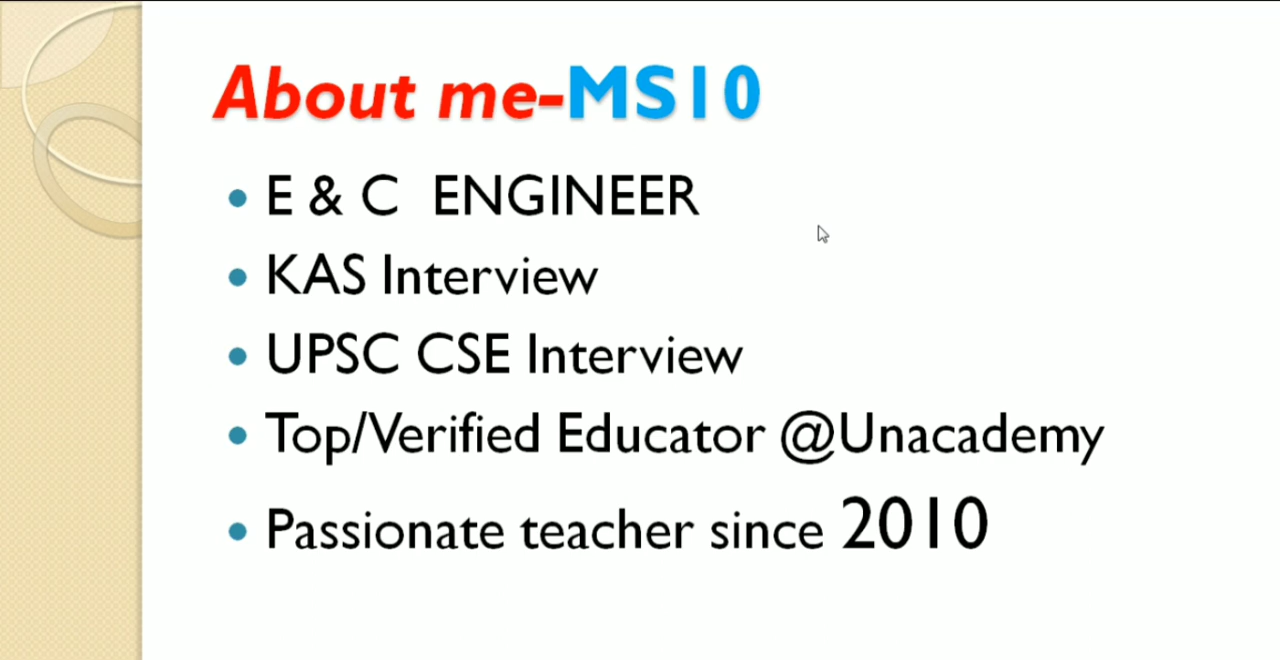 About me-MS10
• E & C ENGINEER
• KAS Interview
• UPSC CSE Interview
• Top/Verified Educator @Unacademy
• Passionate teacher since 2010